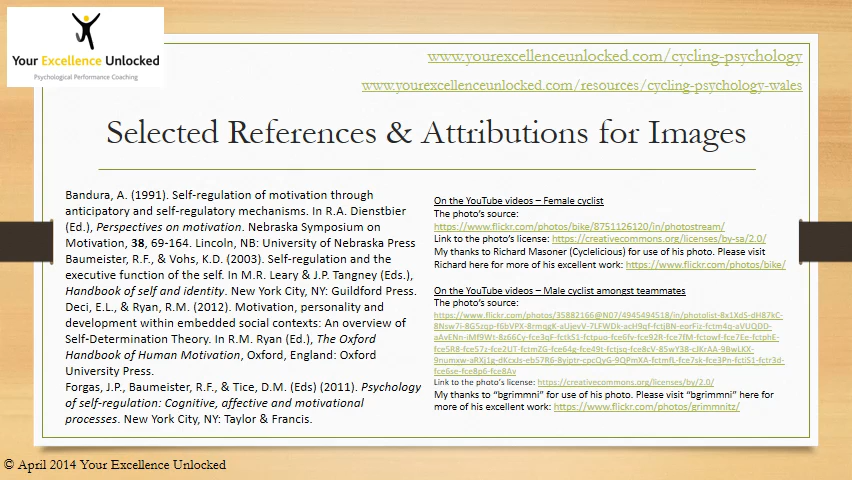 Your Excellence Unlocked
Psychological Performance Coaching
www.yourexcellenceunlocked.com/cycling-psychology
www.yourexcellenceunlocked.com/resources/cycling-psychology-wales
Selected References & Attributions for Images
Bandura, A. (1991). Self-regulation of motivation through
anticipatory and self-regulatory mechanisms. In R.A. Dienstbier
(Ed.), Perspectives on motivation. Nebraska Symposium on
Motivation, 38, 69-164. Lincoln, NB: University of Nebraska Press
Baumeister, R.F., & Vohs, K.D. (2003). Self-regulation and the
executive function of the self. In M.R. Leary & J.P. Tangney (Eds.),
Handbook of self and identity. New York City, NY: Guildford Press.
Deci, E.L., & Ryan, R.M. (2012). Motivation, personality and
development within embedded social contexts: An overview of
Self-Determination Theory. In R.M. Ryan (Ed.), The Oxford
Handbook of Human Motivation, Oxford, England: Oxford
University Press.
Forgas, J.P., Baumeister, R.F., & Tice, D.M. (Eds) (2011). Psychology
of self-regulation: Cognitive, affective and motivational
processes. New York City, NY: Taylor & Francis.
On the YouTube videos – Female cyclist
The photo's source:
https://www.flickr.com/photos/bike/8751126120/in/photostream/
Link to the photo's license: https://creativecommons.org/licenses/by-sa/2.0/
My thanks to Richard Masoner (Cyclelicious) for use of his photo. Please visit
Richard here for more of his excellent work: https://www.flickr.com/photos/bike/
On the YouTube videos – Male cyclist amongst teammates
The photo's source:
Link to the photo's license: https://creativecommons.org/licenses/by/2.0/
My thanks to "bgrimmni" for use of his photo. Please visit "bgrimmni" here for
more of his excellent work: https://www.flickr.com/photos/grimmnitz/
© April 2014 Your Excellence Unlocked